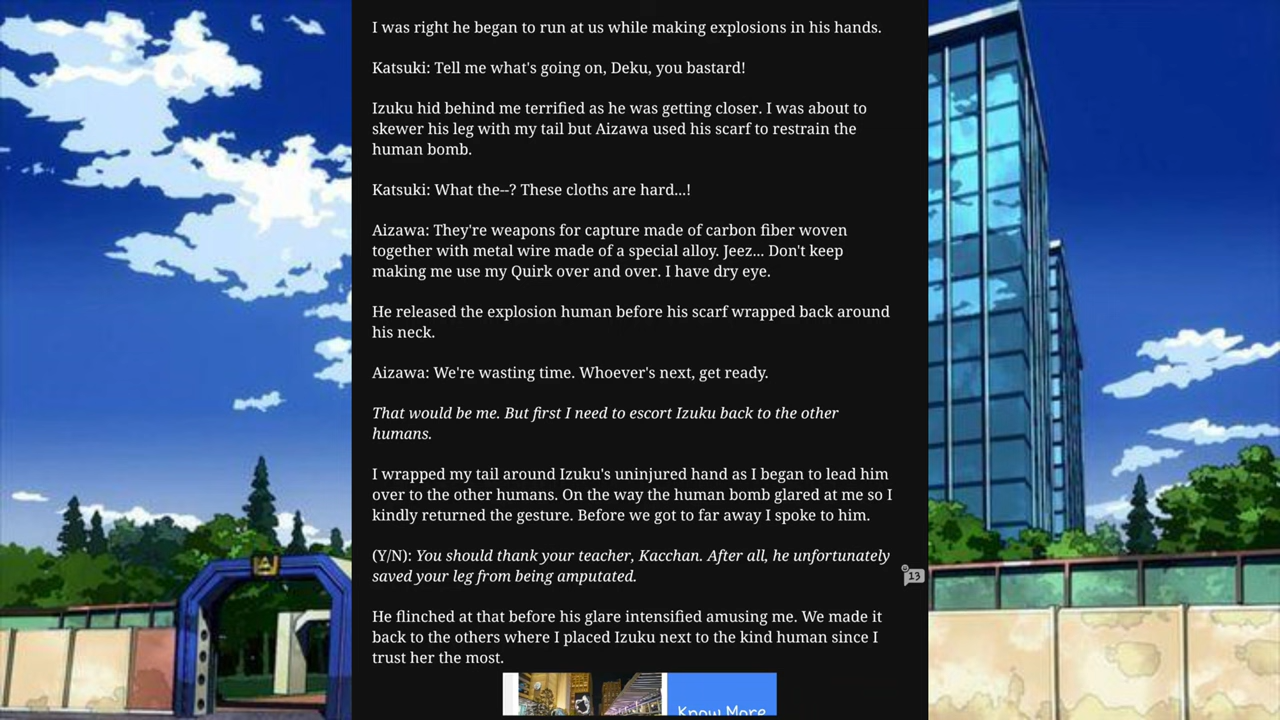 I was right he began to run at us while making explosions in his hands.
Katsuki: Tell me what's going on, Deku, you bastard!
Izuku hid behind me terrified as he was getting closer. I was about to
skewer his leg with my tail but Aizawa used his scarf to restrain the
human bomb.
Katsuki: What the--? These cloths are hard...!
Aizawa: They're weapons for capture made of carbon fiber woven
together with metal wire made of a special alloy. Jeez... Don't keep
making me use my Quirk over and over. I have dry eye.
He released the explosion human before his scarf wrapped back around
his neck.
Aizawa: We're wasting time. Whoever's next, get ready.
That would be me. But first I need to escort Izuku back to the other
humans.
I wrapped my tail around Izuku's uninjured hand as I began to lead him
over to the other humans. On the way the human bomb glared at me so I
kindly returned the gesture. Before we got to far away I spoke to him.
(Y/N): You should thank your teacher, Kacchan. After all, he unfortunately
saved your leg from being amputated.
13
He flinched at that before his glare intensified amusing me. We made it
back to the others where I placed Izuku next to the kind human since I
trust her the most.
Know More